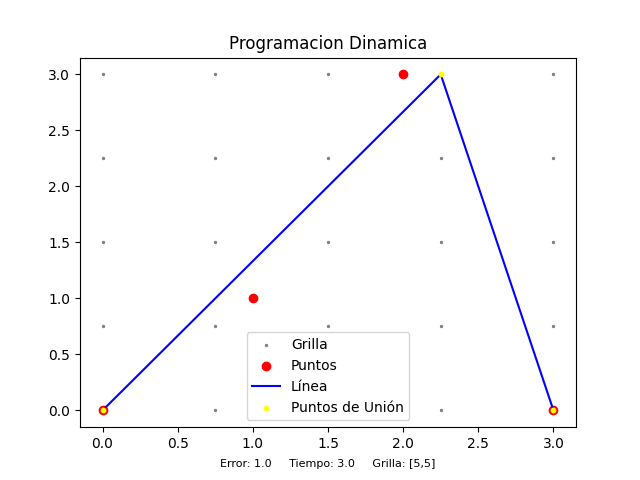 Programacion Dinamica
3.0
2.5
2.0
1.5
1.0
0.5
0.0
Grilla
Puntos
Línea
Puntos de Unión
0.0 0.5 1.0 1.5 2.0 2.5 3.0
Error: 1.0 Tiempo: 3.0 Grilla: [5,5]